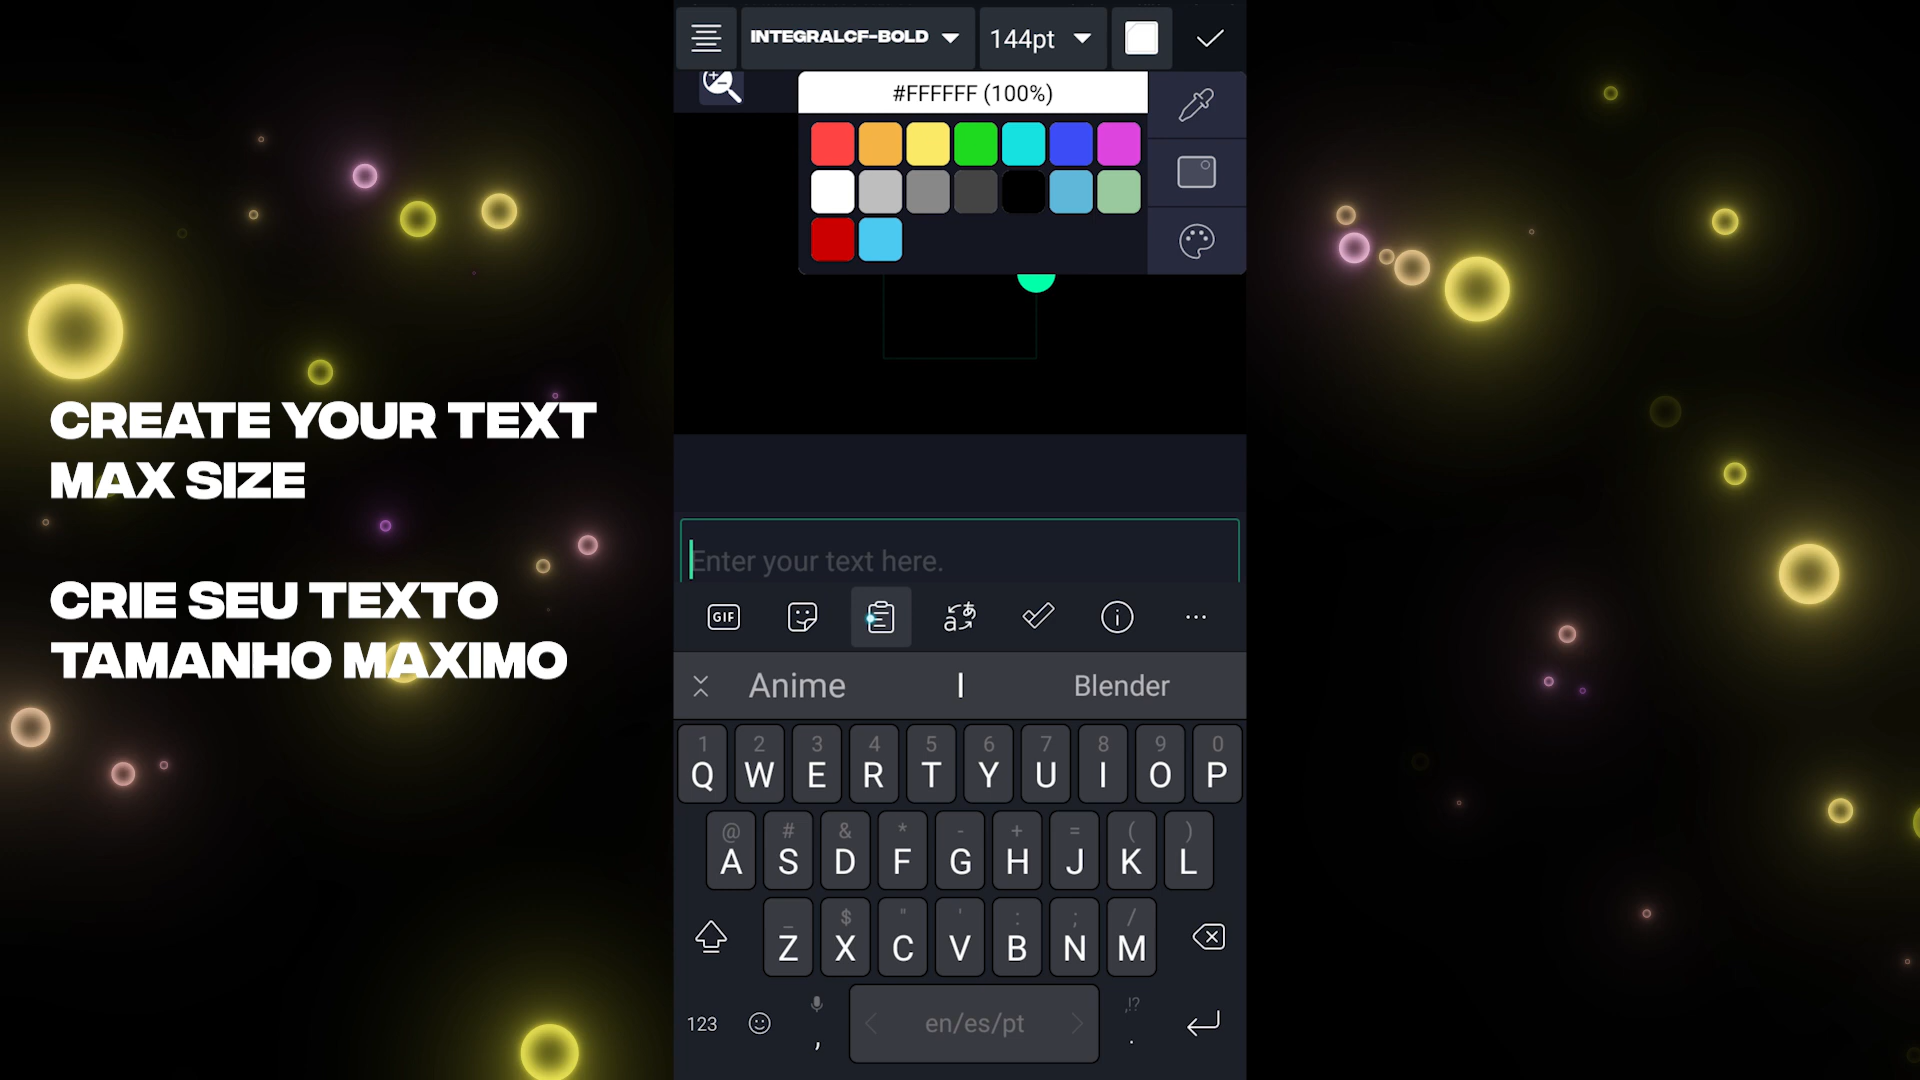 INTEGRALCF-BOLD 144pt
#FFFFFF (100%)
CREATE YOUR TEXT
MAX SIZE
CRIE SEU TEXTO
TAMANHO MAXIMO
Enter your text here.
GIF
Anime I Blender
1 2 3 4 5 6 7 8 9 0
Q W E R T Y U I O P
@ # & * - + = ( )
A S D F G H J K L
_ $ " ' : ; /
Z X C V B N M
,!?
123 , en/es/pt .